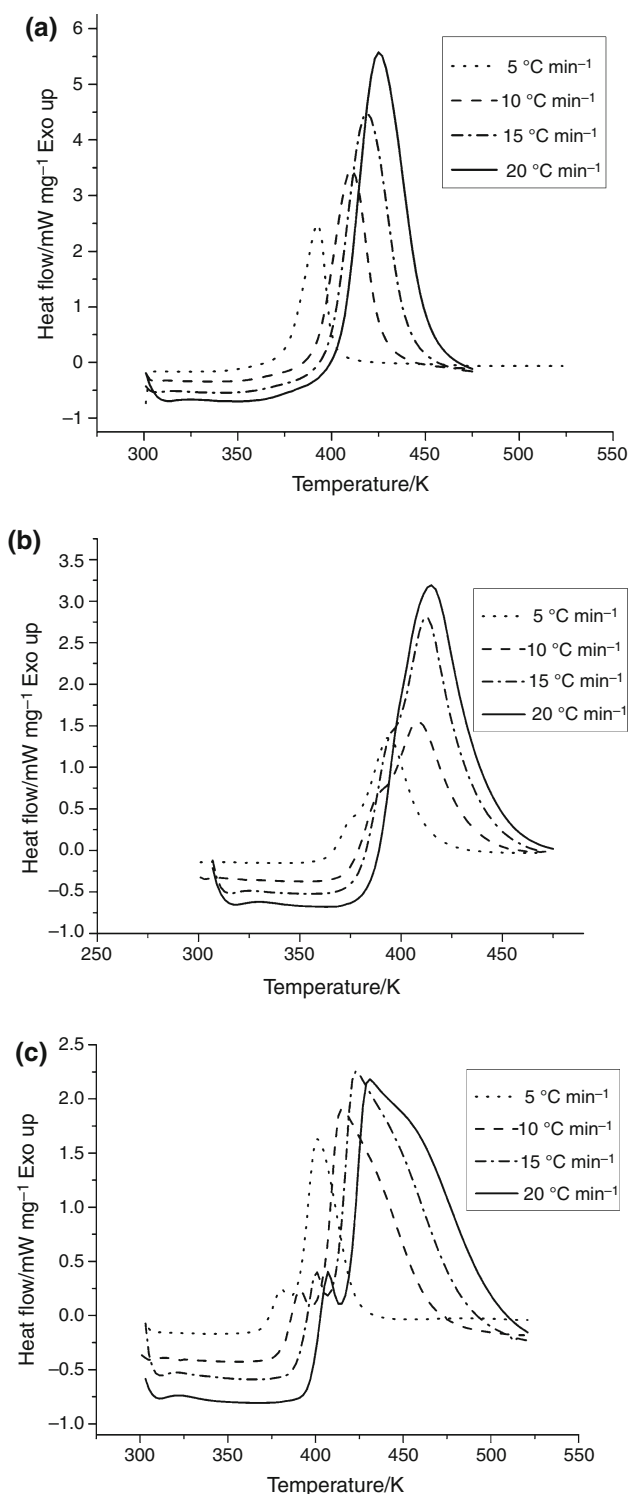 (a)
6
5
4
3
2
1
0
–1
Heat flow/mW mg–1 Exo up
5 °C min–1
10 °C min–1
15 °C min–1
20 °C min–1
300 350 400 450 500 550
Temperature/K
(b)
3.5
3.0
2.5
2.0
1.5
1.0
0.5
0.0
–0.5
–1.0
Heat flow/mW mg–1 Exo up
5 °C min–1
10 °C min–1
15 °C min–1
20 °C min–1
250 300 350 400 450
Temperature/K
(c)
2.5
2.0
1.5
1.0
0.5
0.0
–0.5
–1.0
Heat flow/mW mg–1 Exo up
5 °C min–1
10 °C min–1
15 °C min–1
20 °C min–1
300 350 400 450 500 550
Temperature/K